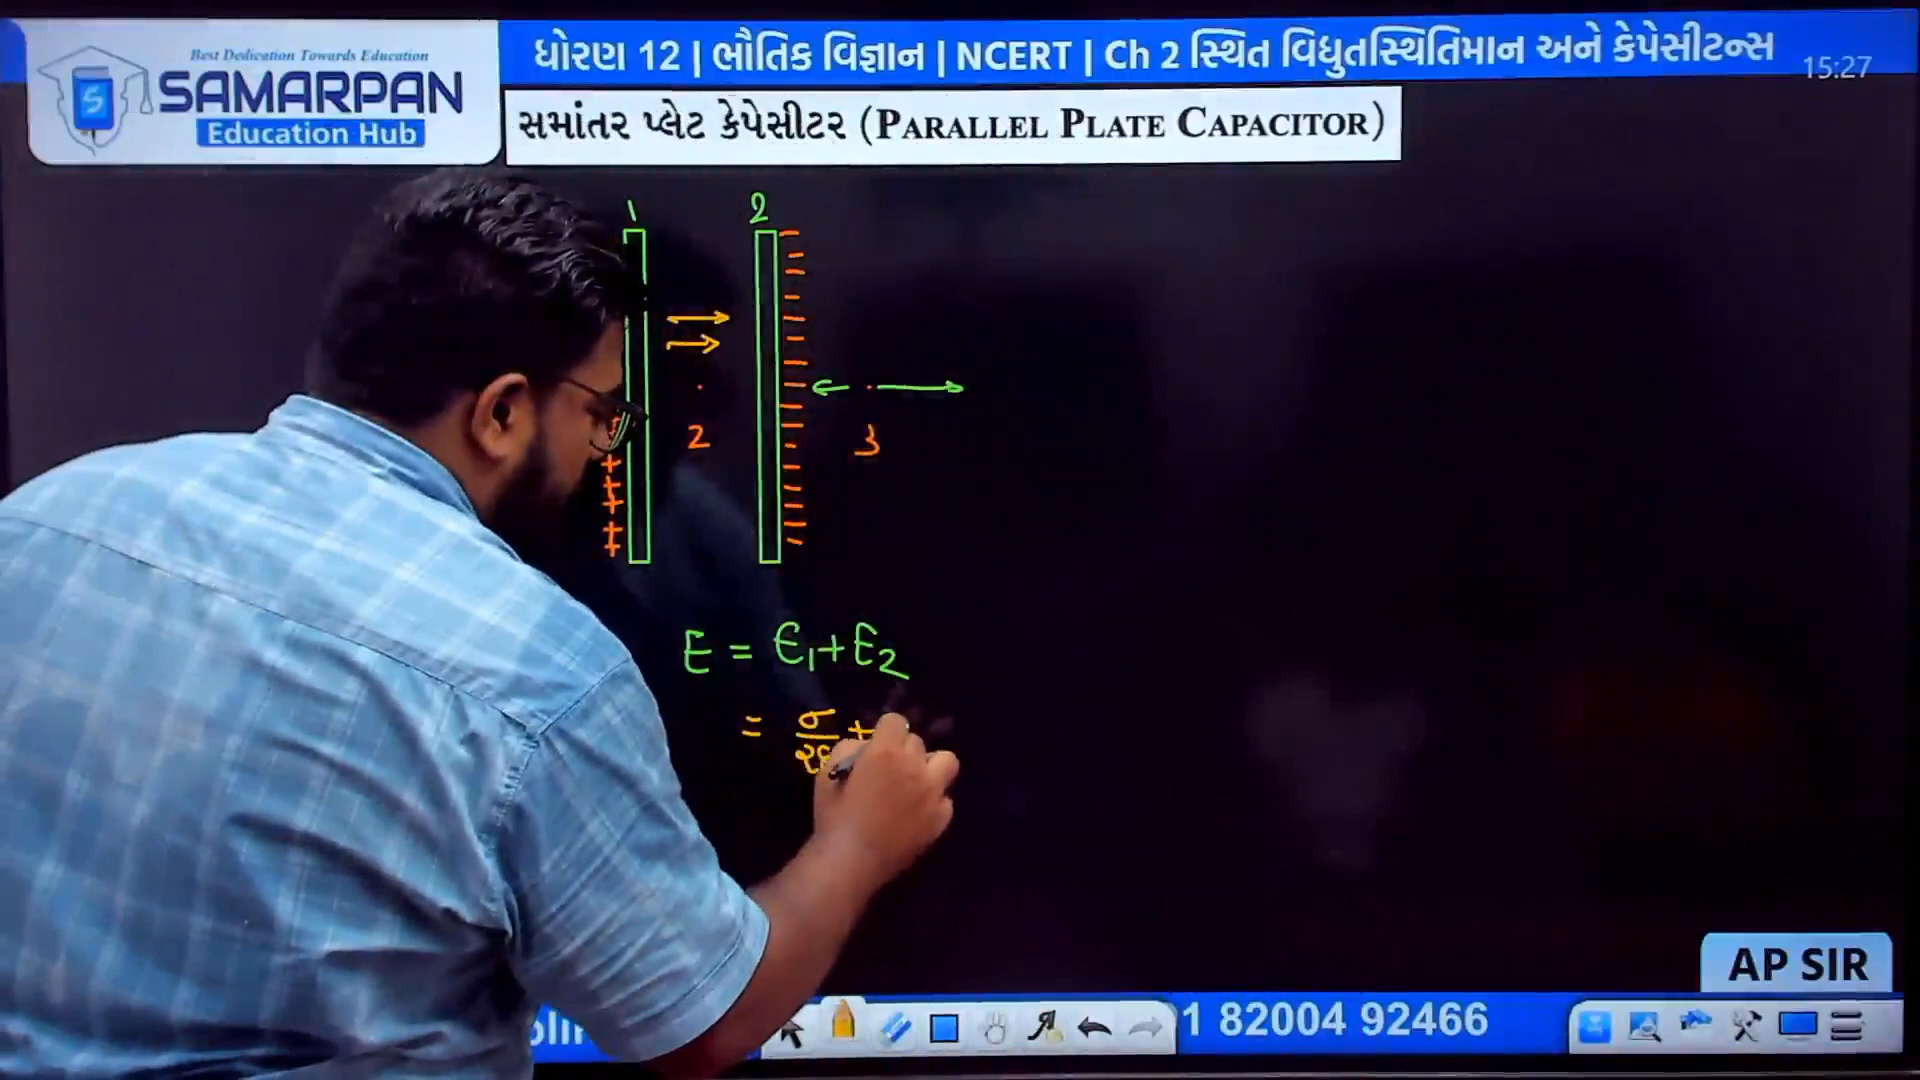 Best Dedication Towards Education
SAMARPAN
Education Hub
ધોરણ 12 | ભૌતિક વિજ્ઞાન | NCERT | Ch 2 સ્થિત વિદ્યુતસ્થિતિમાન અને કેપેસીટન્સ
15:27
સમાંતર પ્લેટ કેપેસીટર (PARALLEL PLATE CAPACITOR)
1 2
2 3
E = E₁+E₂
= σ/2ε +
AP SIR
1 82004 92466